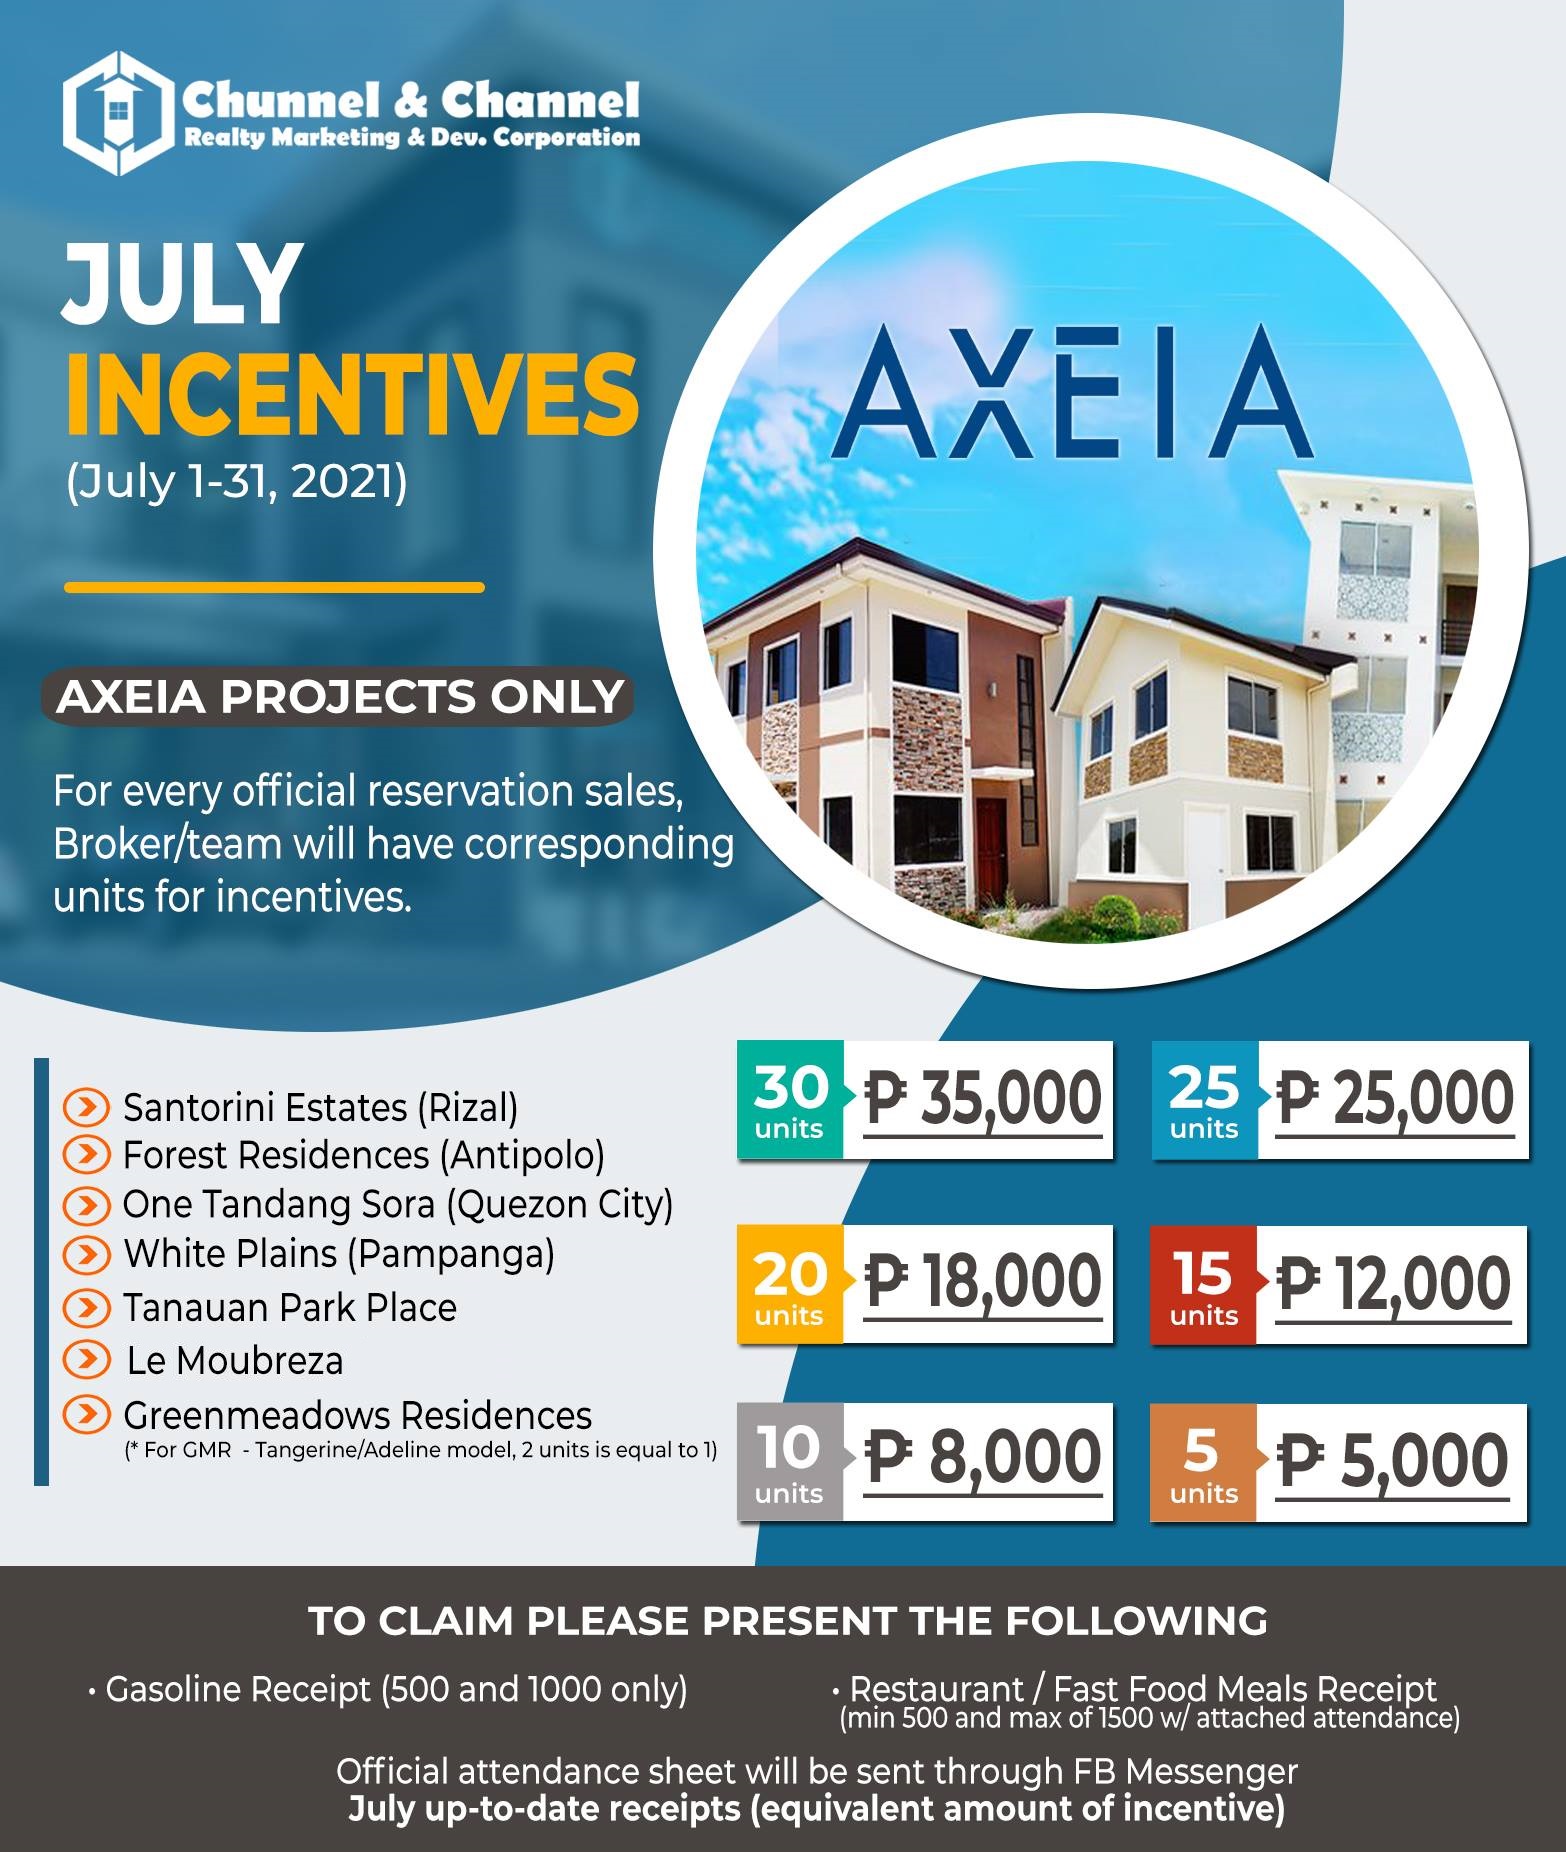 Chunnel & Channel
Realty Marketing & Dev. Corporation
JULY
INCENTIVES
(July 1-31, 2021)
AXEIA
AXEIA PROJECTS ONLY
For every official reservation sales,
Broker/team will have corresponding
units for incentives.
Santorini Estates (Rizal)
Forest Residences (Antipolo)
One Tandang Sora (Quezon City)
White Plains (Pampanga)
Tanauan Park Place
Le Moubreza
Greenmeadows Residences
(* For GMR - Tangerine/Adeline model, 2 units is equal to 1)
30 units ₱ 35,000
25 units ₱ 25,000
20 units ₱ 18,000
15 units ₱ 12,000
10 units ₱ 8,000
5 units ₱ 5,000
TO CLAIM PLEASE PRESENT THE FOLLOWING
• Gasoline Receipt (500 and 1000 only)
• Restaurant / Fast Food Meals Receipt
(min 500 and max of 1500 w/ attached attendance)
Official attendance sheet will be sent through FB Messenger
July up-to-date receipts (equivalent amount of incentive)